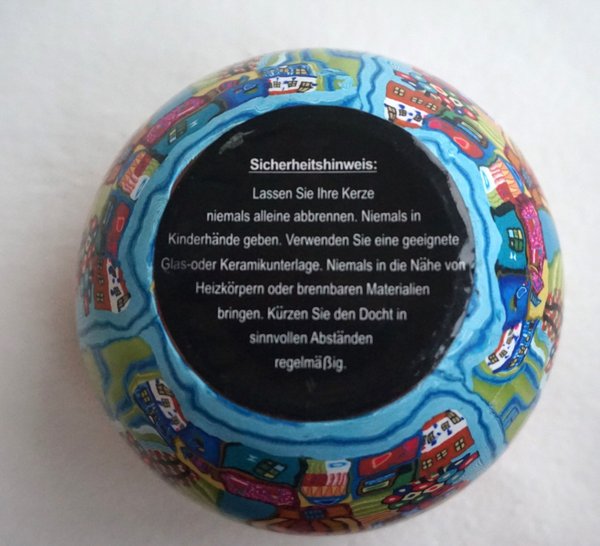 Sicherheitshinweis:
Lassen Sie Ihre Kerze
niemals alleine abbrennen. Niemals in
Kinderhände geben. Verwenden Sie eine geeignete
Glas-oder Keramikunterlage. Niemals in die Nähe von
Heizkörpern oder brennbaren Materialien
bringen. Kürzen Sie den Docht in
sinnvollen Abständen
regelmäßig.